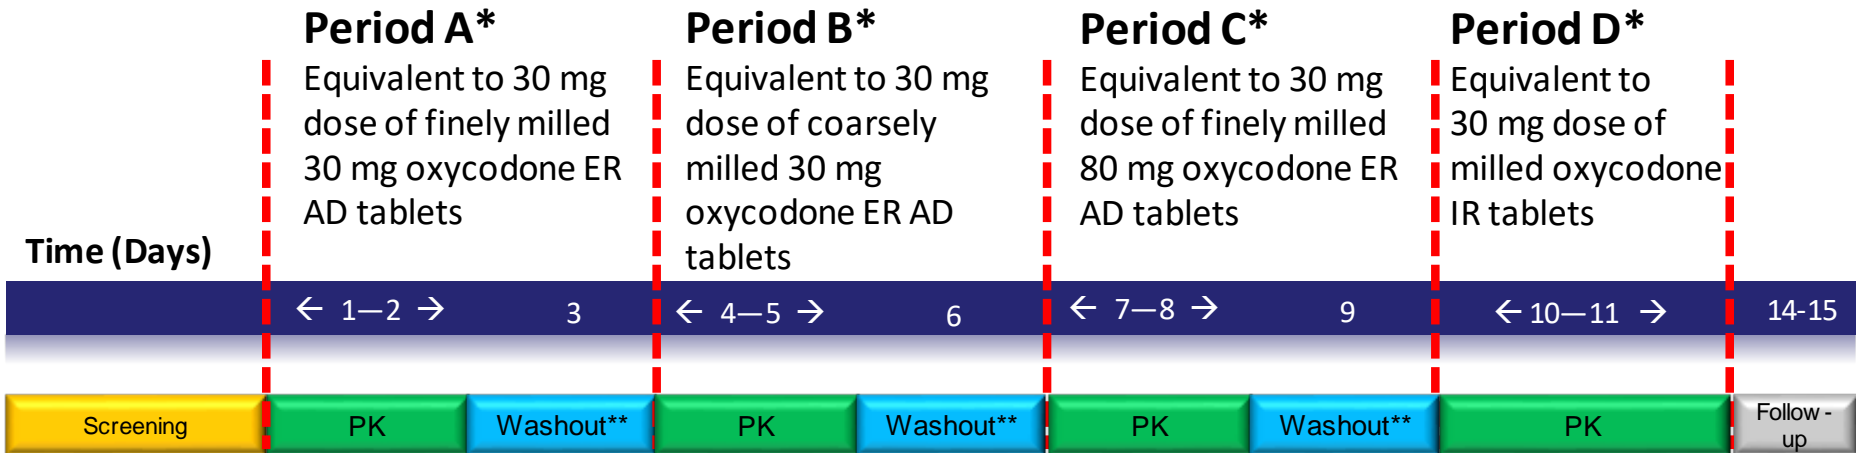 Period A*
Equivalent to 30 mg
dose of finely milled
30 mg oxycodone ER
AD tablets
Period B*
Equivalent to 30 mg
dose of coarsely
milled 30 mg
oxycodone ER AD
tablets
Period C*
Equivalent to 30 mg
dose of finely milled
80 mg oxycodone ER
AD tablets
Period D*
Equivalent to
30 mg dose of
milled oxycodone
IR tablets
Time (Days)
← 1—2 →
3
← 4—5 →
6
← 7—8 →
9
← 10—11 →
14-15
Screening
PK
Washout**
PK
Washout**
PK
Washout**
PK
Follow-
up